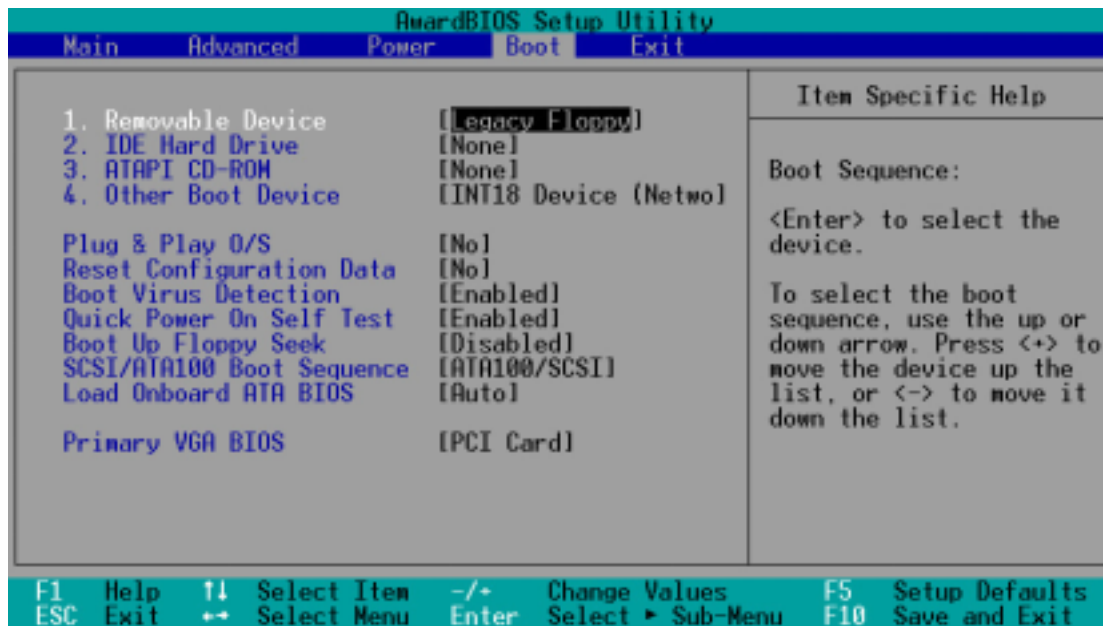 AwardBIOS Setup Utility
Main Advanced Power Boot Exit
1. Removable Device [Legacy Floppy]
2. IDE Hard Drive [None]
3. ATAPI CD-ROM [None]
4. Other Boot Device [INT18 Device (Netwo]
Plug & Play O/S [No]
Reset Configuration Data [No]
Boot Virus Detection [Enabled]
Quick Power On Self Test [Enabled]
Boot Up Floppy Seek [Disabled]
SCSI/ATA100 Boot Sequence [ATA100/SCSI]
Load Onboard ATA BIOS [Auto]
Primary VGA BIOS [PCI Card]
Item Specific Help
Boot Sequence:
<Enter> to select the
device.
To select the boot
sequence, use the up or
down arrow. Press <+> to
move the device up the
list, or <-> to move it
down the list.
F1 Help ↑↓ Select Item -/+ Change Values F5 Setup Defaults
ESC Exit ←→ Select Menu Enter Select ► Sub-Menu F10 Save and Exit